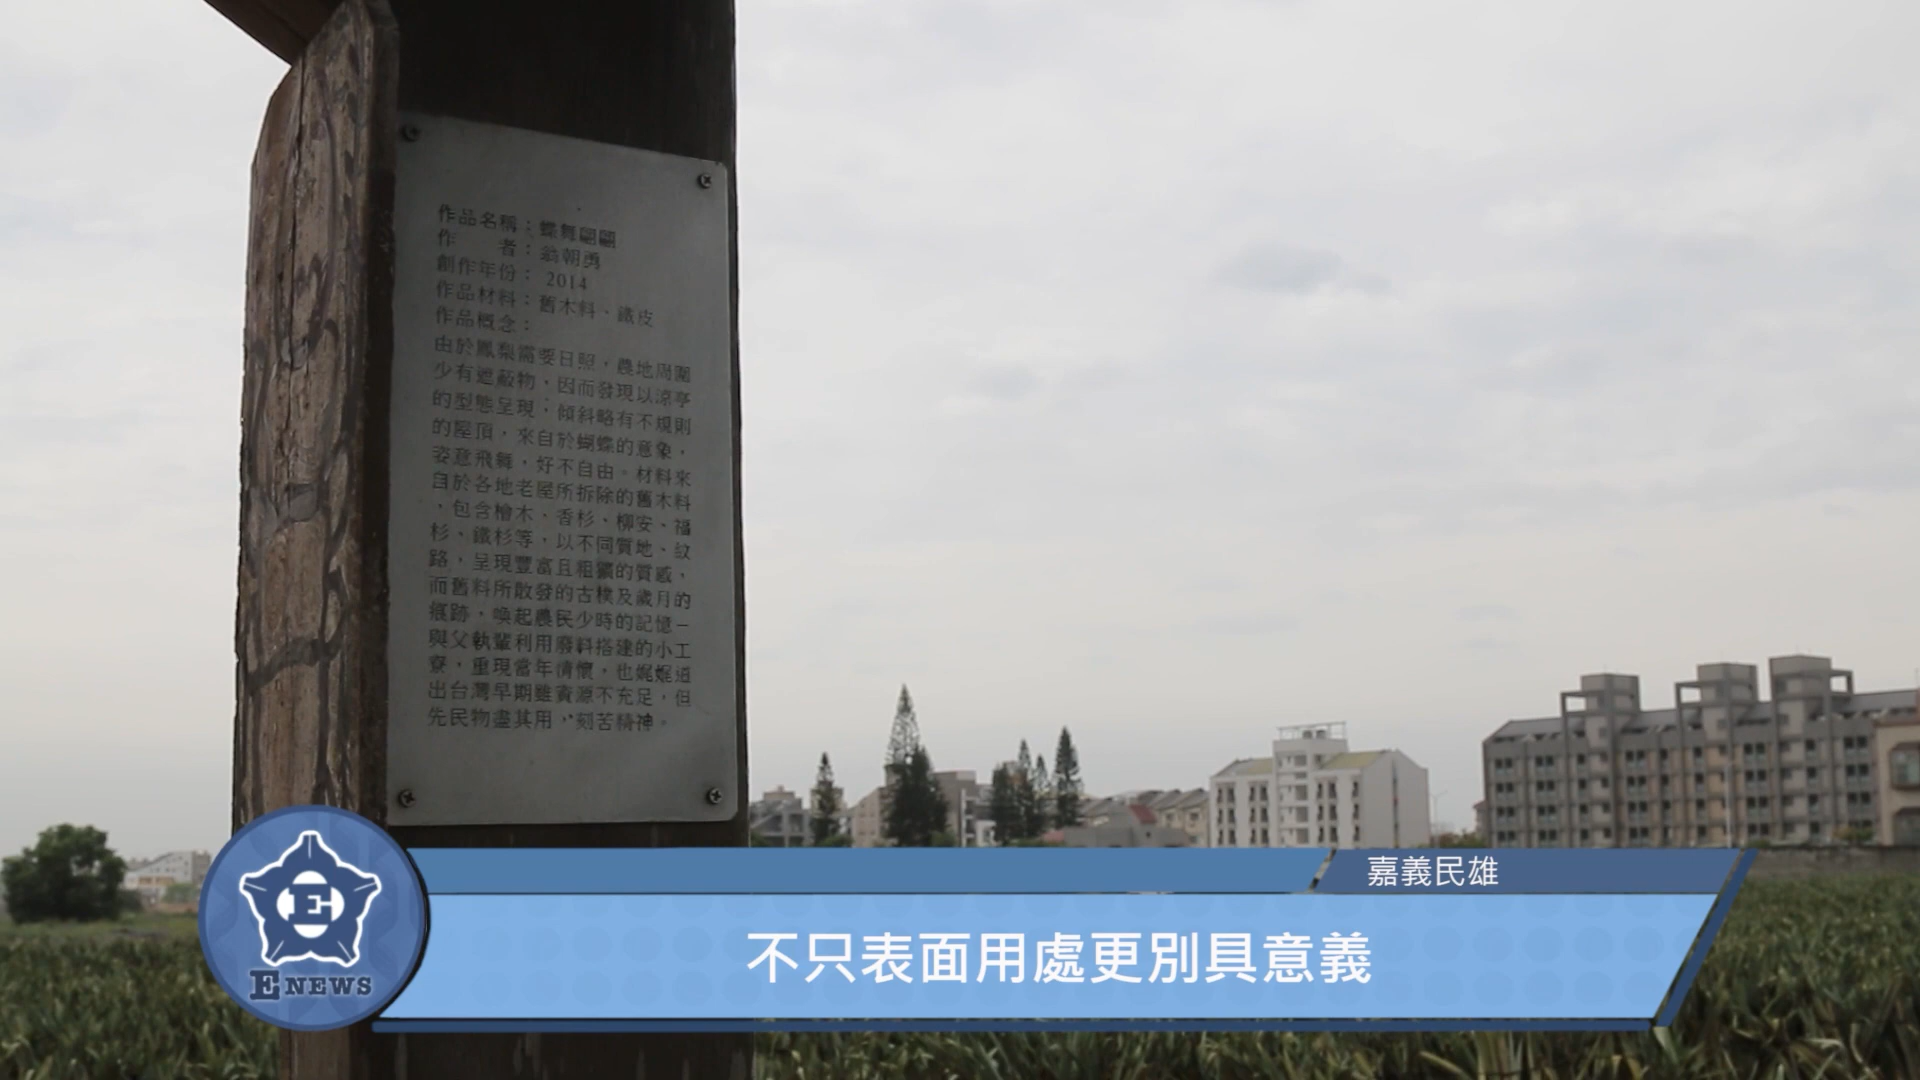 作品名稱：蝶舞翩翩
作　　者：翁朝勇
創作年份： 2014
作品材料：舊木料、鐵皮
作品概念：
由於鳳梨需要日照，農地周圍
少有遮蔽物，因而發現以涼亭
的型態呈現，傾斜略有不規則
的屋頂，來自於蝴蝶的意象，
姿意飛舞，好不自由。材料來
自於各地老屋所拆除的舊木料
，包含檜木、香杉、柳安、福
杉、鐵杉等，以不同質地、紋
路，呈現豐富且粗獷的質感，
而舊料所散發的古樸及歲月的
痕跡，喚起農民少時的記憶－
與父執輩利用廢料搭建的小工
寮，重現當年情懷，也娓娓道
出台灣早期雖資源不充足，但
先民物盡其用，刻苦精神。
嘉義民雄
不只表面用處更別具意義
E
E NEWS